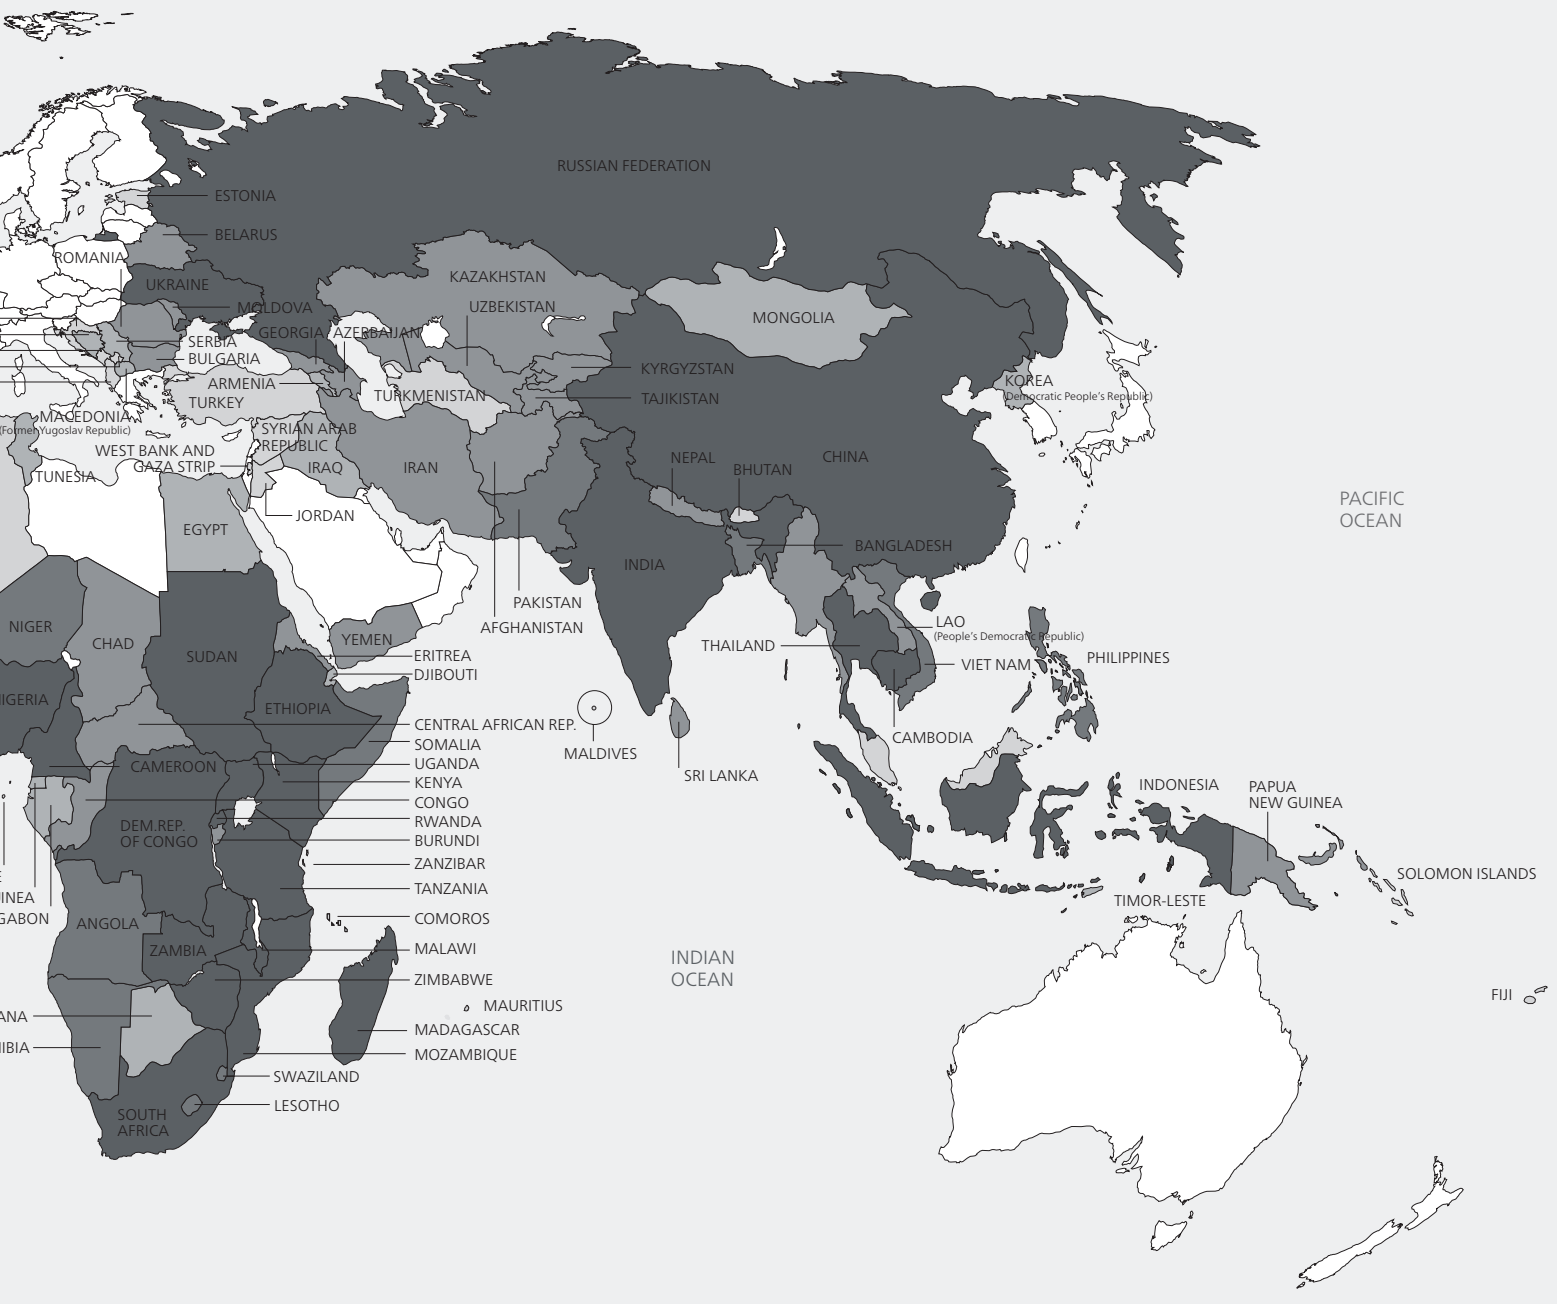 RUSSIAN FEDERATION
ESTONIA
BELARUS
ROMANIA
UKRAINE
MOLDOVA
KAZAKHSTAN
UZBEKISTAN
MONGOLIA
GEORGIA
AZERBAIJAN
SERBIA
BULGARIA
KYRGYZSTAN
ARMENIA
TURKEY
TURKMENISTAN
TAJIKISTAN
KOREA
(Democratic People's Republic)
MACEDONIA
(Former Yugoslav Republic)
SYRIAN ARAB
REPUBLIC
WEST BANK AND
GAZA STRIP
TUNESIA
IRAQ
IRAN
NEPAL
BHUTAN
CHINA
PACIFIC
OCEAN
JORDAN
EGYPT
BANGLADESH
INDIA
PAKISTAN
AFGHANISTAN
NIGER
CHAD
SUDAN
YEMEN
ERITREA
DJIBOUTI
THAILAND
LAO
(People's Democratic Republic)
VIET NAM
PHILIPPINES
IGERIA
ETHIOPIA
CENTRAL AFRICAN REP.
SOMALIA
UGANDA
KENYA
CONGO
RWANDA
BURUNDI
ZANZIBAR
TANZANIA
COMOROS
MALAWI
ZIMBABWE
MALDIVES
SRI LANKA
CAMBODIA
CAMEROON
DEM.REP.
OF CONGO
INDONESIA
PAPUA
NEW GUINEA
SOLOMON ISLANDS
TIMOR-LESTE
E
UINEA
GABON
ANGOLA
ZAMBIA
INDIAN
OCEAN
FIJI
MAURITIUS
MADAGASCAR
MOZAMBIQUE
ANA
IBIA
SWAZILAND
LESOTHO
SOUTH
AFRICA